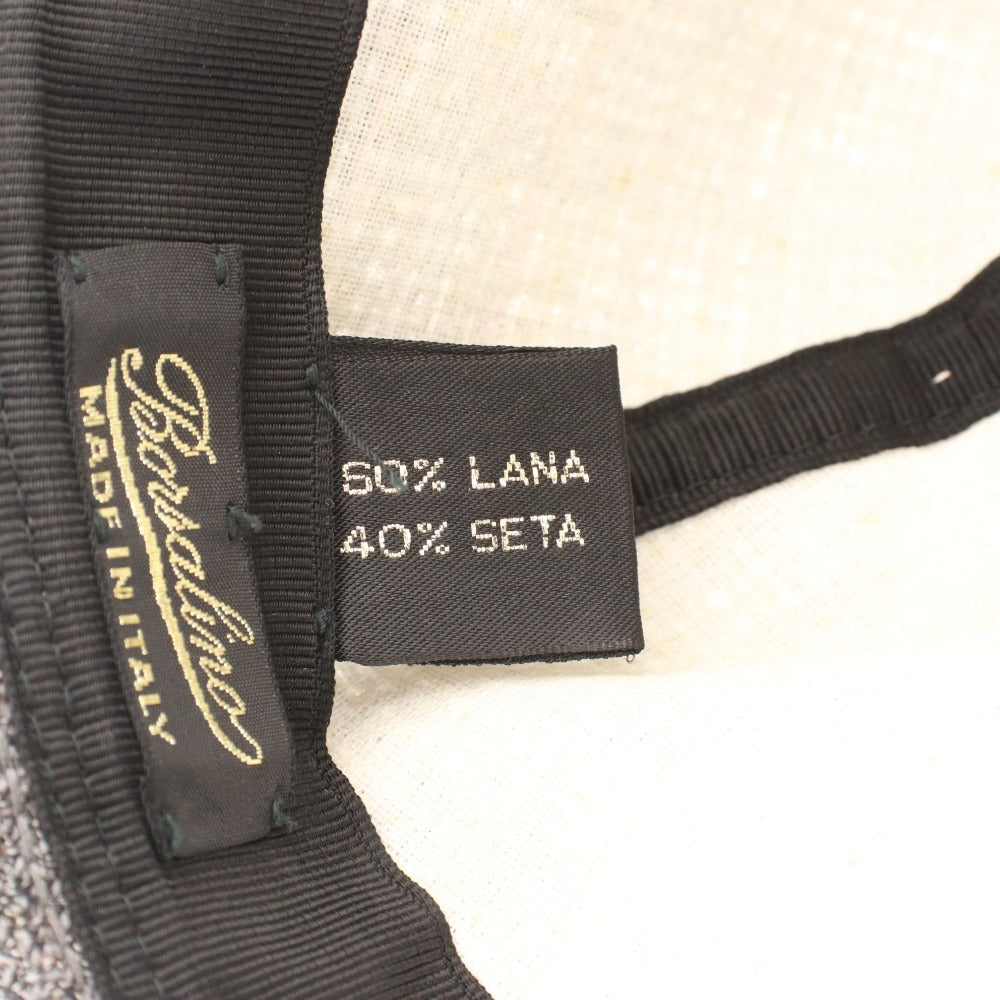 Borsalino
MADE IN ITALY
60% LANA
40% SETA